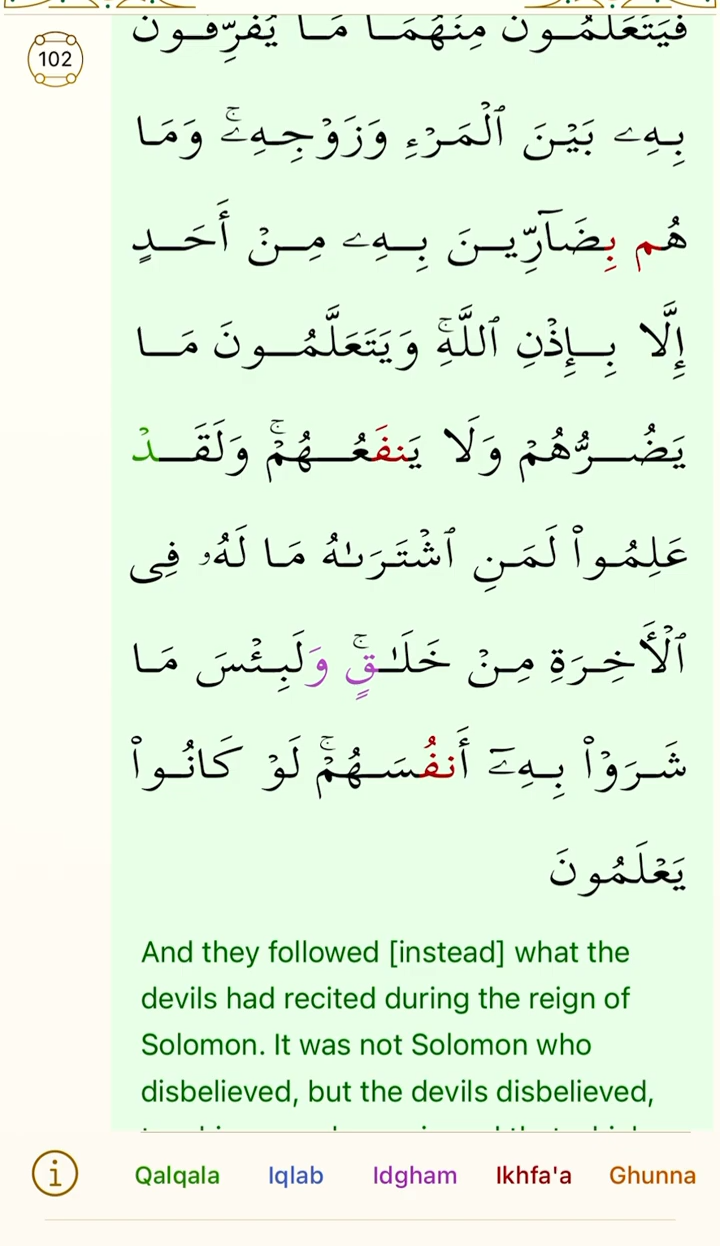 102
فَيَتَعَلَّمُونَ مِنْهُمَا مَا يُفَرِّقُونَ
بِهِۦ بَيْنَ ٱلْمَرْءِ وَزَوْجِهِۦۚ وَمَا
هُم بِضَآرِّينَ بِهِۦ مِنْ أَحَدٍ
إِلَّا بِإِذْنِ ٱللَّهِۚ وَيَتَعَلَّمُونَ مَا
يَضُرُّهُمْ وَلَا يَنفَعُهُمْۚ وَلَقَدْ
عَلِمُوا۟ لَمَنِ ٱشْتَرَىٰهُ مَا لَهُۥ فِى
ٱلْأَخِرَةِ مِنْ خَلَـٰقٍۚ وَلَبِئْسَ مَا
شَرَوْا۟ بِهِۦٓ أَنفُسَهُمْۚ لَوْ كَانُوا۟
يَعْلَمُونَ
And they followed [instead] what the
devils had recited during the reign of
Solomon. It was not Solomon who
disbelieved, but the devils disbelieved,
Qalqala Iqlab Idgham Ikhfa'a Ghunna